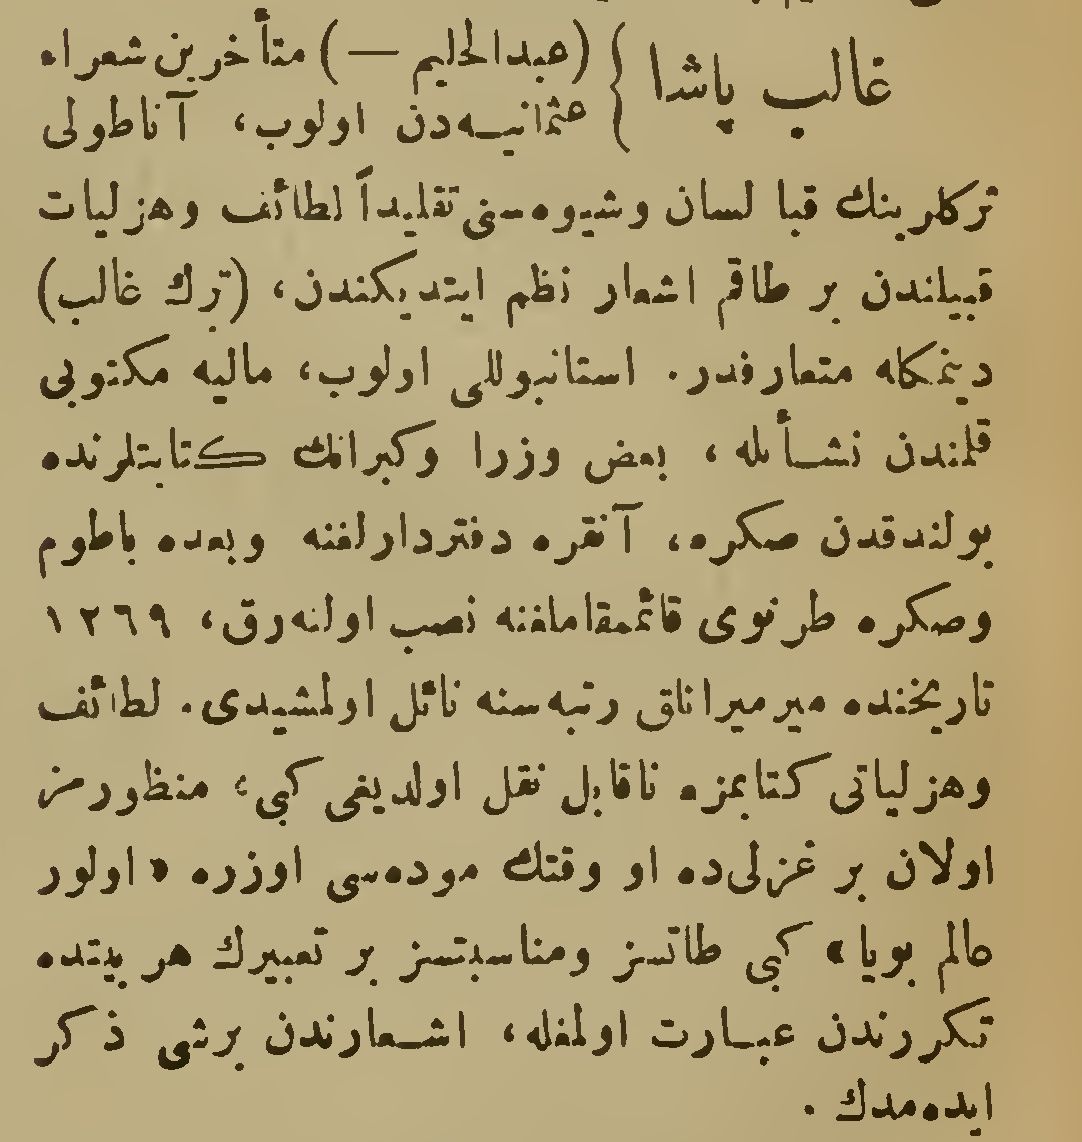 غالب پاشا } (عبدالحليم —) متأخرين شعراء
عثمانيه‌دن اولوب، آناطولى
تركلرينك قبا لسان وشيوه‌سنى تقليداً لطائف وهزليات
قبيلندن بر طاقم اشعار نظم ايتديكندن، (ترك غالب)
دينمكله متعارفدر. استانبوللى اولوب، ماليه مكتوبى
قلمندن نشأتله، بعض وزرا وكبرانك كتابتلرنده
بولندقدن صكره، آنقره دفتردارلغنه وبعده باطوم
وصكره طرنوى قائممقاملغنه نصب اولنه‌رق، ١٢٦٩
تاريخنده ميرميرانلق رتبه‌سنه نائل اولمشيدى. لطائف
وهزلياتى كتابمزه ناقابل نقل اولديغى كبى، منظورمز
اولان بر غزلى‌ده او وقتك موده‌سى اوزره «اولور
عالم بويا» كبى طاتسز ومناسبتسز بر تعبيرك هر بيتده
تكررندن عبارت اولمغله، اشعارندن برشى ذكر
ايده‌مدك.